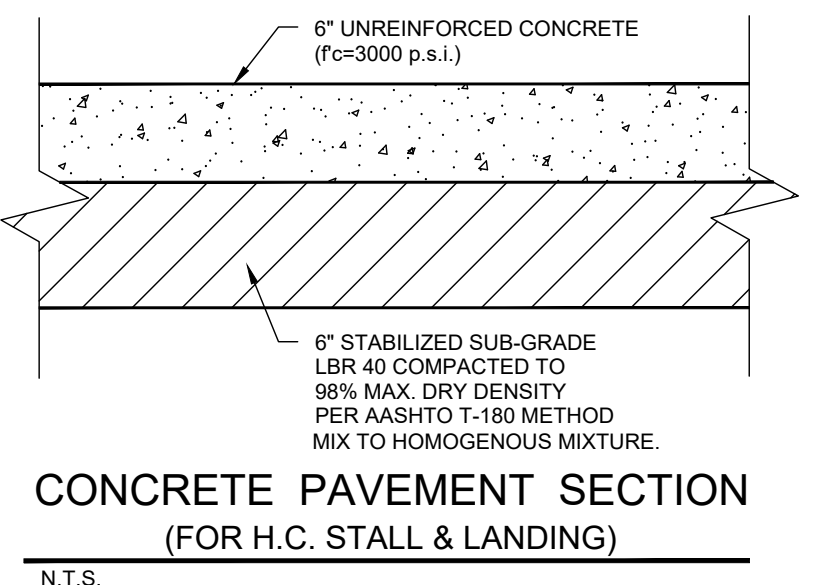 6" UNREINFORCED CONCRETE
(f'c=3000 p.s.i.)
6" STABILIZED SUB-GRADE
LBR 40 COMPACTED TO
98% MAX. DRY DENSITY
PER AASHTO T-180 METHOD
MIX TO HOMOGENOUS MIXTURE.
CONCRETE PAVEMENT SECTION
(FOR H.C. STALL & LANDING)
N.T.S.